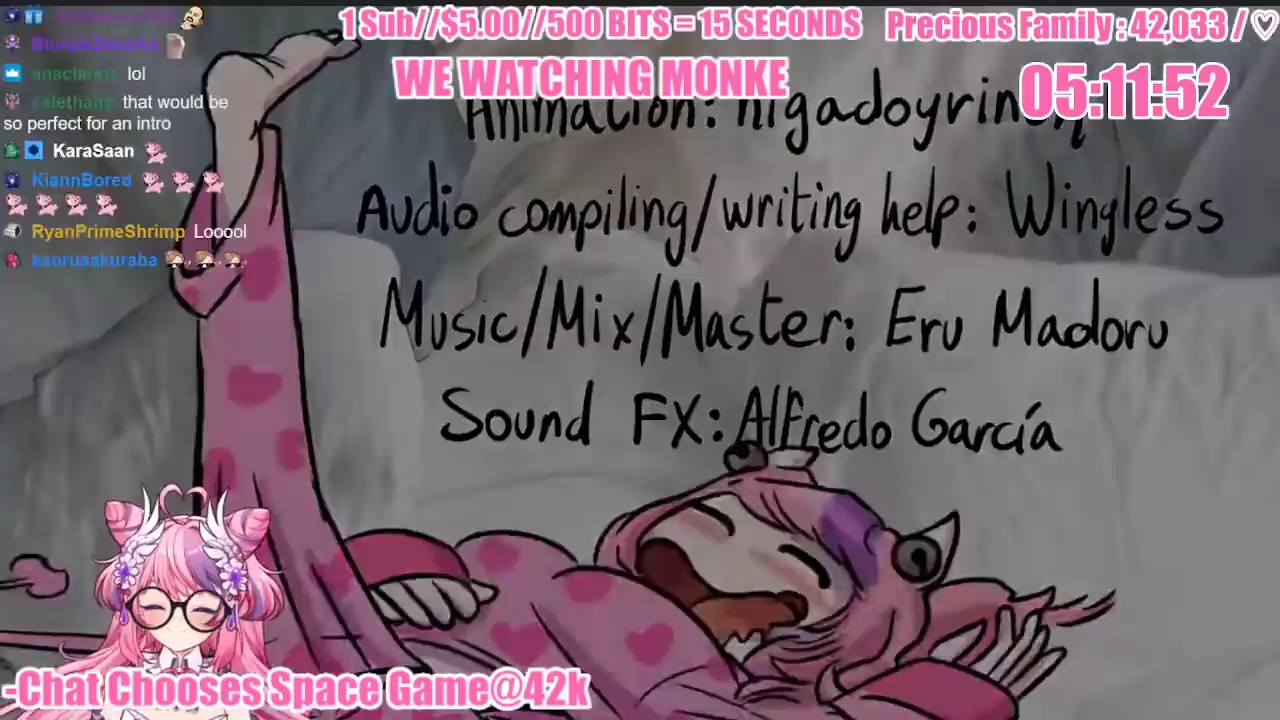 1 Sub//$5.00//500 BITS = 15 SECONDS
Precious Family : 42,033 / ♡
WE WATCHING MONKE
05:11:52
lol
that would be
so perfect for an intro
KaraSaan
KiannBored
RyanPrimeShrimp Looool
kaorusakuraba
Animación:
Audio compiling/writing help: Wingless
Music/Mix/Master: Eru Madoru
Sound FX: Alfredo García
-Chat Chooses Space Game@42k